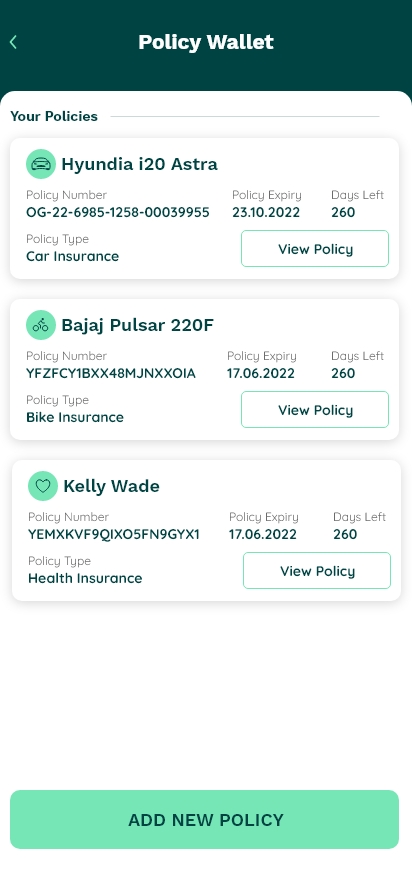 Policy Wallet
Your Policies
Hyundia i20 Astra
Policy Number Policy Expiry Days Left
OG-22-6985-1258-00039955 23.10.2022 260
Policy Type
Car Insurance
View Policy
Bajaj Pulsar 220F
Policy Number Policy Expiry Days Left
YFZFCY1BXX48MJNXXOIA 17.06.2022 260
Policy Type
Bike Insurance
View Policy
Kelly Wade
Policy Number Policy Expiry Days Left
YEMXKVF9QIXO5FN9GYX1 17.06.2022 260
Policy Type
Health Insurance
View Policy
ADD NEW POLICY